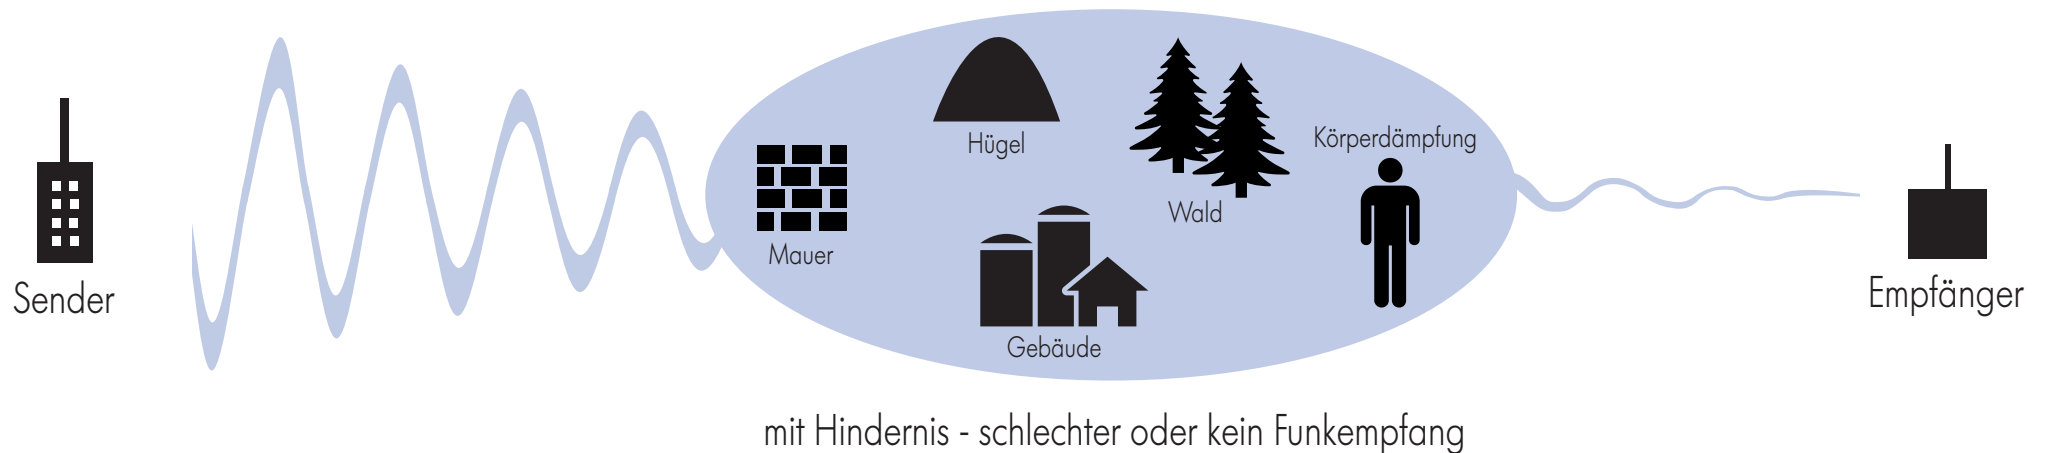 Sender
Mauer
Hügel
Gebäude
Wald
Körperdämpfung
Empfänger
mit Hindernis - schlechter oder kein Funkempfang